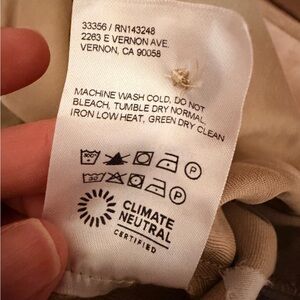 33356 / RN143248
2263 E VERNON AVE.
VERNON, CA 90058
MACHINE WASH COLD, DO NOT
BLEACH, TUMBLE DRY NORMAL,
IRON LOW HEAT, GREEN DRY CLEAN
P
30°
P
CLIMATE
NEUTRAL
CERTIFIED